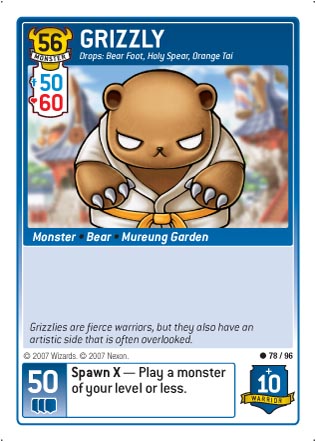 56
MONSTER
GRIZZLY
Drops: Bear Foot, Holy Spear, Orange Tai
+50
60
Monster • Bear • Mureung Garden
Grizzlies are fierce warriors, but they also have an
artistic side that is often overlooked.
© 2007 Wizards. © 2007 Nexon.
● 78 / 96
50
Spawn X — Play a monster
of your level or less.
+
10
WARRIOR